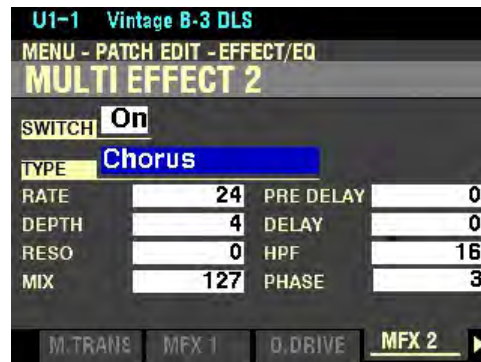 U1-1 Vintage B-3 DLS
MENU - PATCH EDIT - EFFECT/EQ
MULTI EFFECT 2
SWITCH On
TYPE Chorus
RATE 24 PRE DELAY 0
DEPTH 4 DELAY 0
RESO 0 HPF 16
MIX 127 PHASE 3
M.TRANS MFX 1 O.DRIVE MFX 2